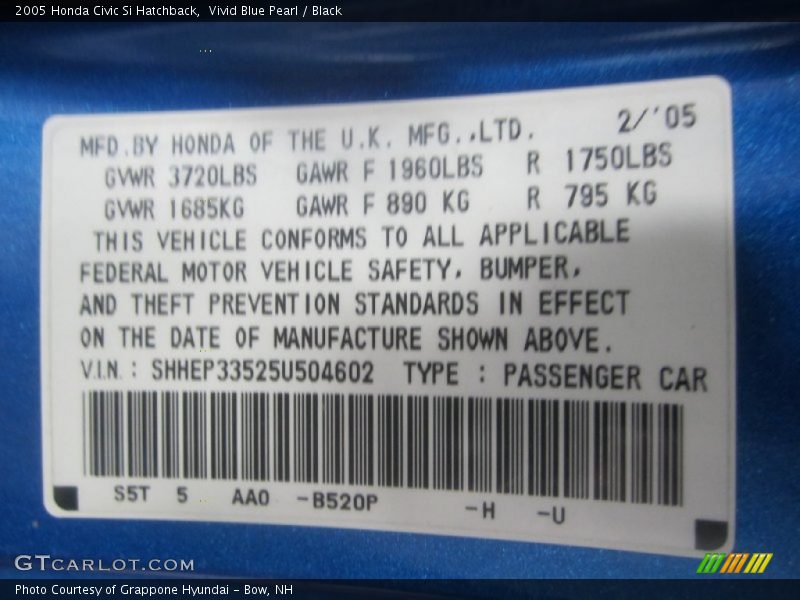 2005 Honda Civic Si Hatchback,  Vivid Blue Pearl / Black
MFD.BY HONDA OF THE U.K. MFG.,LTD. 2/'05
GVWR 3720LBS GAWR F 1960LBS R 1750LBS
GVWR 1685KG GAWR F 890 KG R 795 KG
THIS VEHICLE CONFORMS TO ALL APPLICABLE
FEDERAL MOTOR VEHICLE SAFETY, BUMPER,
AND THEFT PREVENTION STANDARDS IN EFFECT
ON THE DATE OF MANUFACTURE SHOWN ABOVE.
V.I.N.: SHHEP33525U504602 TYPE : PASSENGER CAR
S5T 5 AA0 -B520P -H -U
GTCARLOT.COM
Photo Courtesy of Grappone Hyundai - Bow, NH